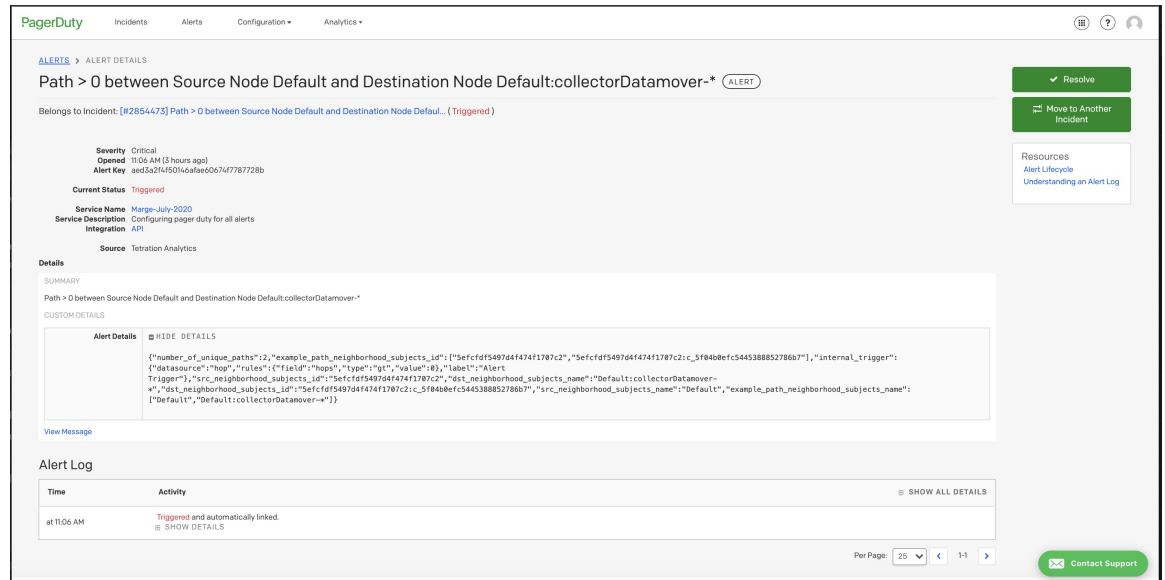 PagerDuty Incidents Alerts Configuration Analytics ?
ALERTS > ALERT DETAILS
Path > 0 between Source Node Default and Destination Node Default:collectorDatamover-* ALERT
Resolve
Belongs to Incident: [#2854473] Path > 0 between Source Node Default and Destination Node Defaul... ( Triggered )
Move to Another
Incident
Severity Critical
Opened 11:06 AM (3 hours ago)
Alert Key aed3a2f4f50146afae60674f7787728b
Current Status Triggered
Service Name Marge-July-2020
Service Description Configuring pager duty for all alerts
Integration API
Source Tetration Analytics
Resources
Alert Lifecycle
Understanding an Alert Log
Details
SUMMARY
Path > 0 between Source Node Default and Destination Node Default:collectorDatamover-*
CUSTOM DETAILS
Alert Details HIDE DETAILS
{"number_of_unique_paths":2,"example_path_neighborhood_subjects_id":["5efcfdf5497d4f474f1707c2","5efcfdf5497d4f474f1707c2:c_5f04b0efc5445388852786b7"],"internal_trigger":
{"datasource":"hop","rules":{"field":"hops","type":"gt","value":0},"label":"Alert
Trigger"},"src_neighborhood_subjects_id":"5efcfdf5497d4f474f1707c2","dst_neighborhood_subjects_name":"Default:collectorDatamover-
*","dst_neighborhood_subjects_id":"5efcfdf5497d4f474f1707c2:c_5f04b0efc5445388852786b7","src_neighborhood_subjects_name":"Default","example_path_neighborhood_subjects_name":
["Default","Default:collectorDatamover-*"]}
View Message
Alert Log
Time Activity SHOW ALL DETAILS
at 11:06 AM Triggered and automatically linked.
SHOW DETAILS
Per Page: 25 < 1-1 >
Contact Support